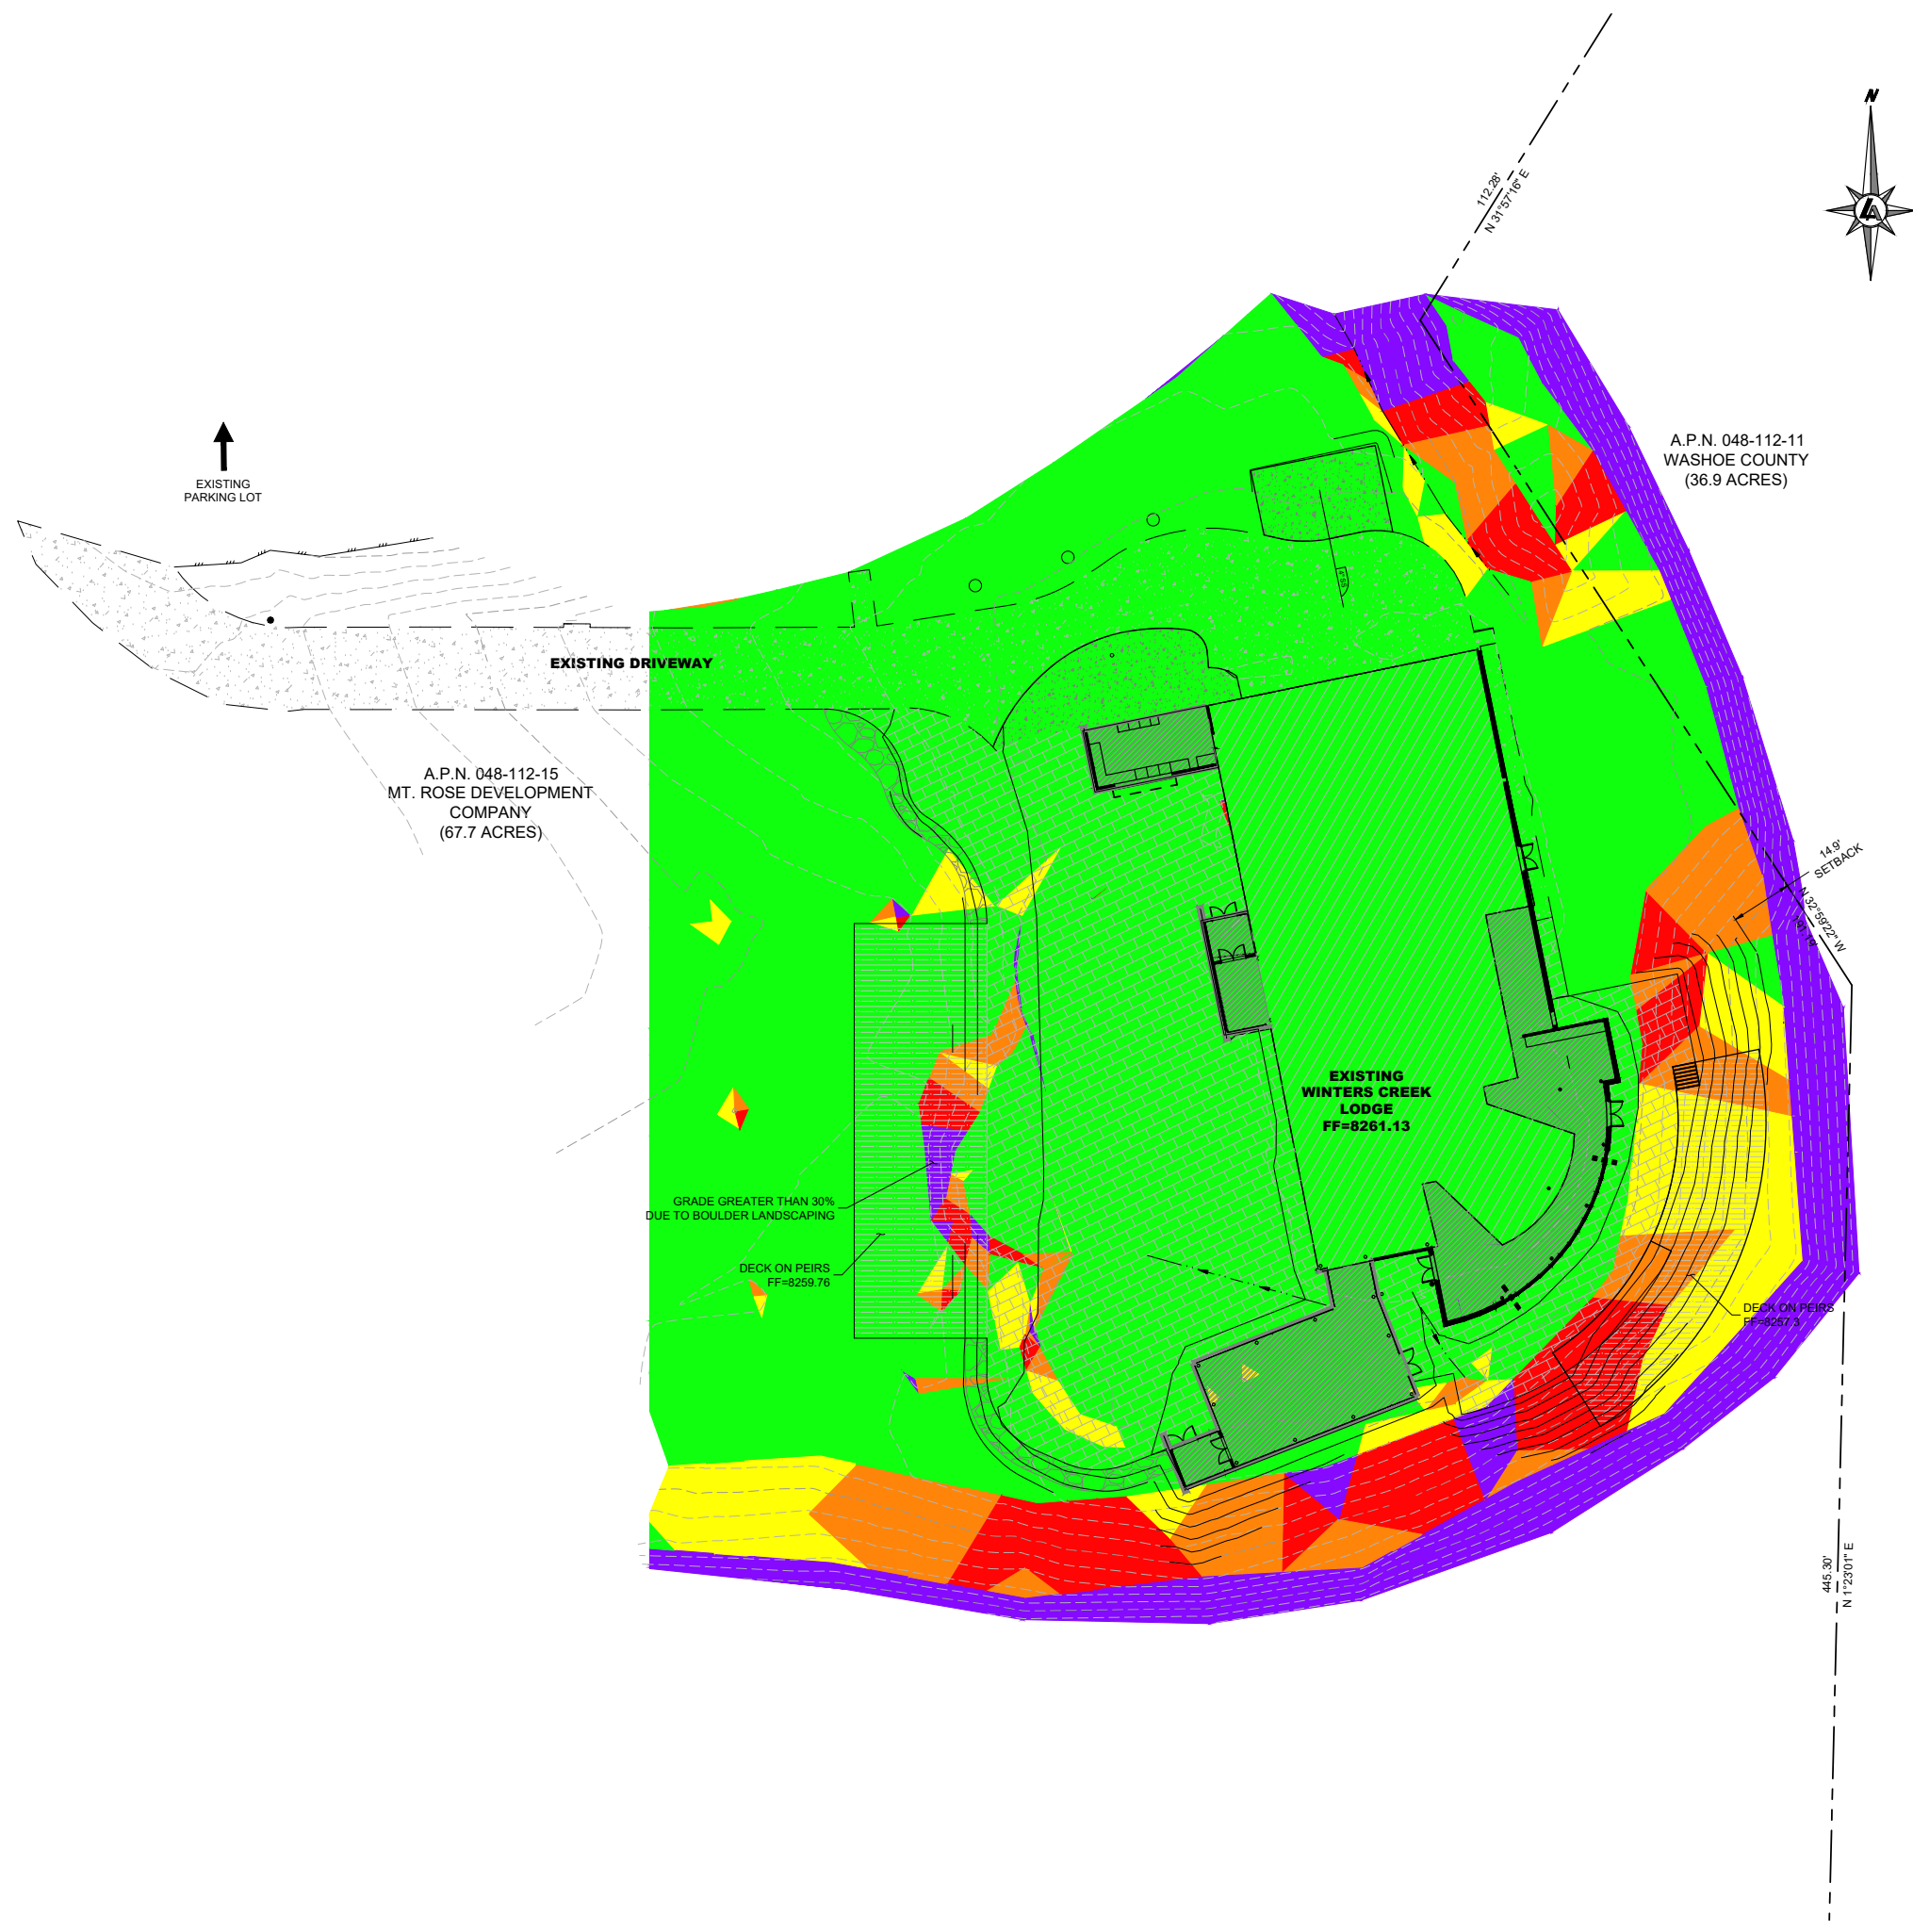 N
112.28'
N 31°57'16" E
A.P.N. 048-112-11
WASHOE COUNTY
(36.9 ACRES)
EXISTING
PARKING LOT
EXISTING DRIVEWAY
A.P.N. 048-112-15
MT. ROSE DEVELOPMENT
COMPANY
(67.7 ACRES)
14.9'
SETBACK
N 32°59'22" W
EXISTING
WINTERS CREEK
LODGE
FF=8261.13
GRADE GREATER THAN 30%
DUE TO BOULDER LANDSCAPING
DECK ON PEIRS
FF=8259.76
DECK ON PEIRS
FF=8257.3
445.30'
N 1°23'01" E